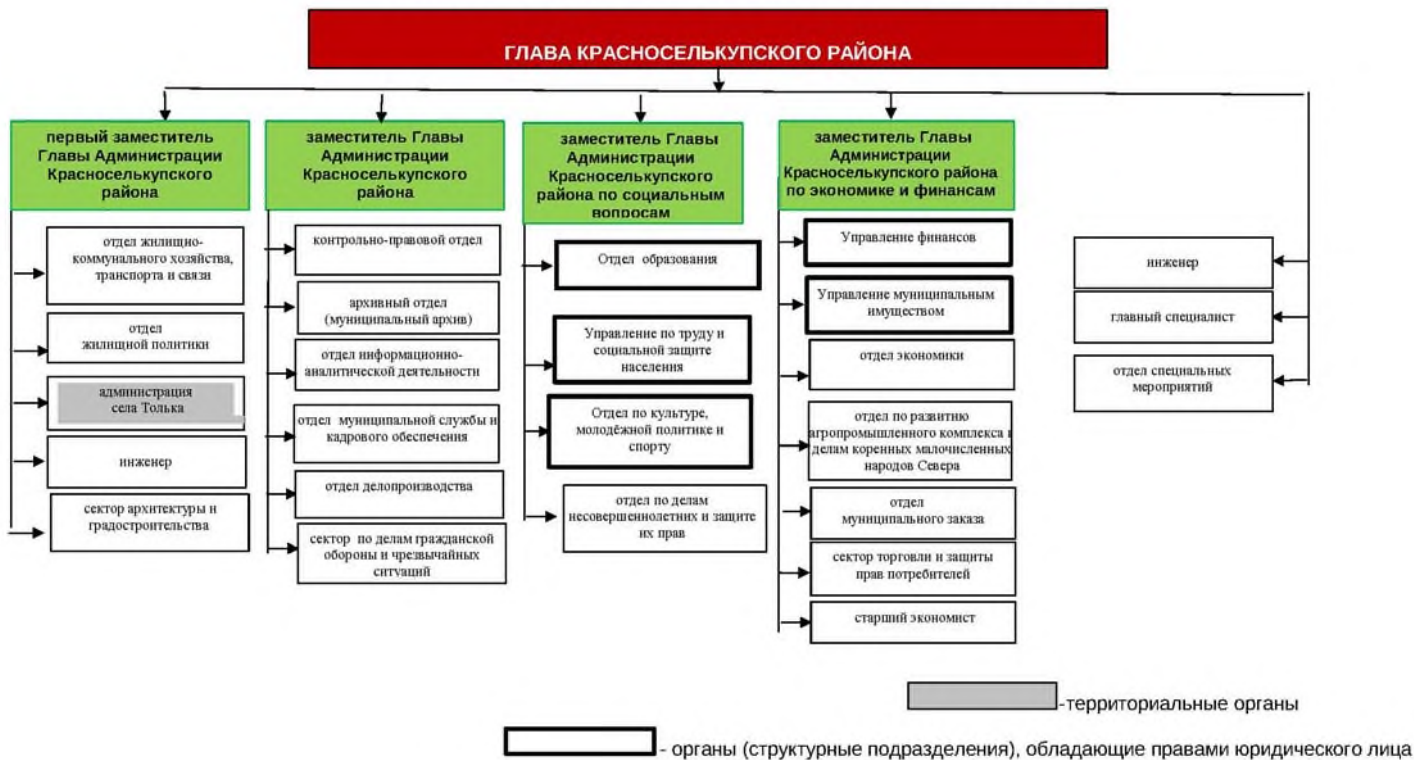 ГЛАВА КРАСНОСЕЛЬКУПСКОГО РАЙОНА
первый заместитель
Главы Администрации
Красноселькупского
района
отдел жилищно-
коммунального хозяйства,
транспорта и связи
отдел
жилищной политики
администрация
села Толька
инженер
сектор архитектуры и
градостроительства
заместитель Главы
Администрации
Красноселькупского
района
контрольно-правовой отдел
архивный отдел
(муниципальный архив)
отдел информационно-
аналитической деятельности
отдел муниципальной службы и
кадрового обеспечения
отдел делопроизводства
сектор по делам гражданской
обороны и чрезвычайных
ситуаций
заместитель Главы
Администрации
Красноселькупского
района по социальным
вопросам
Отдел образования
Управление по труду и
социальной защите
населения
Отдел по культуре,
молодёжной политике и
спорту
отдел по делам
несовершеннолетних и защите
их прав
заместитель Главы
Администрации
Красноселькупского района
по экономике и финансам
Управление финансов
Управление муниципальным
имуществом
отдел экономики
отдел по развитию
агропромышленного комплекса и
делам коренных малочисленных
народов Севера
отдел
муниципального заказа
сектор торговли и защиты
прав потребителей
старший экономист
инженер
главный специалист
отдел специальных
мероприятий
-территориальные органы
- органы (структурные подразделения), обладающие правами юридического лица